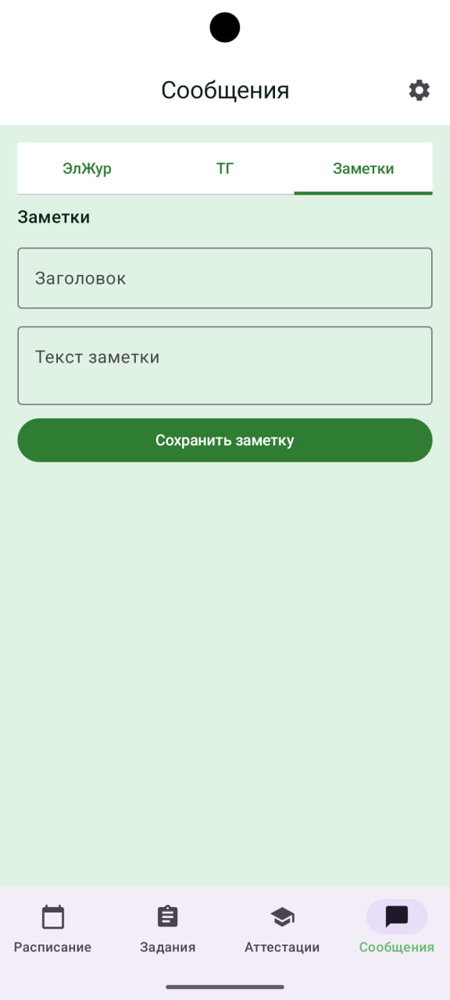 Сообщения
ЭлЖур ТГ Заметки
Заметки
Заголовок
Текст заметки
Сохранить заметку
Расписание Задания Аттестации Сообщения